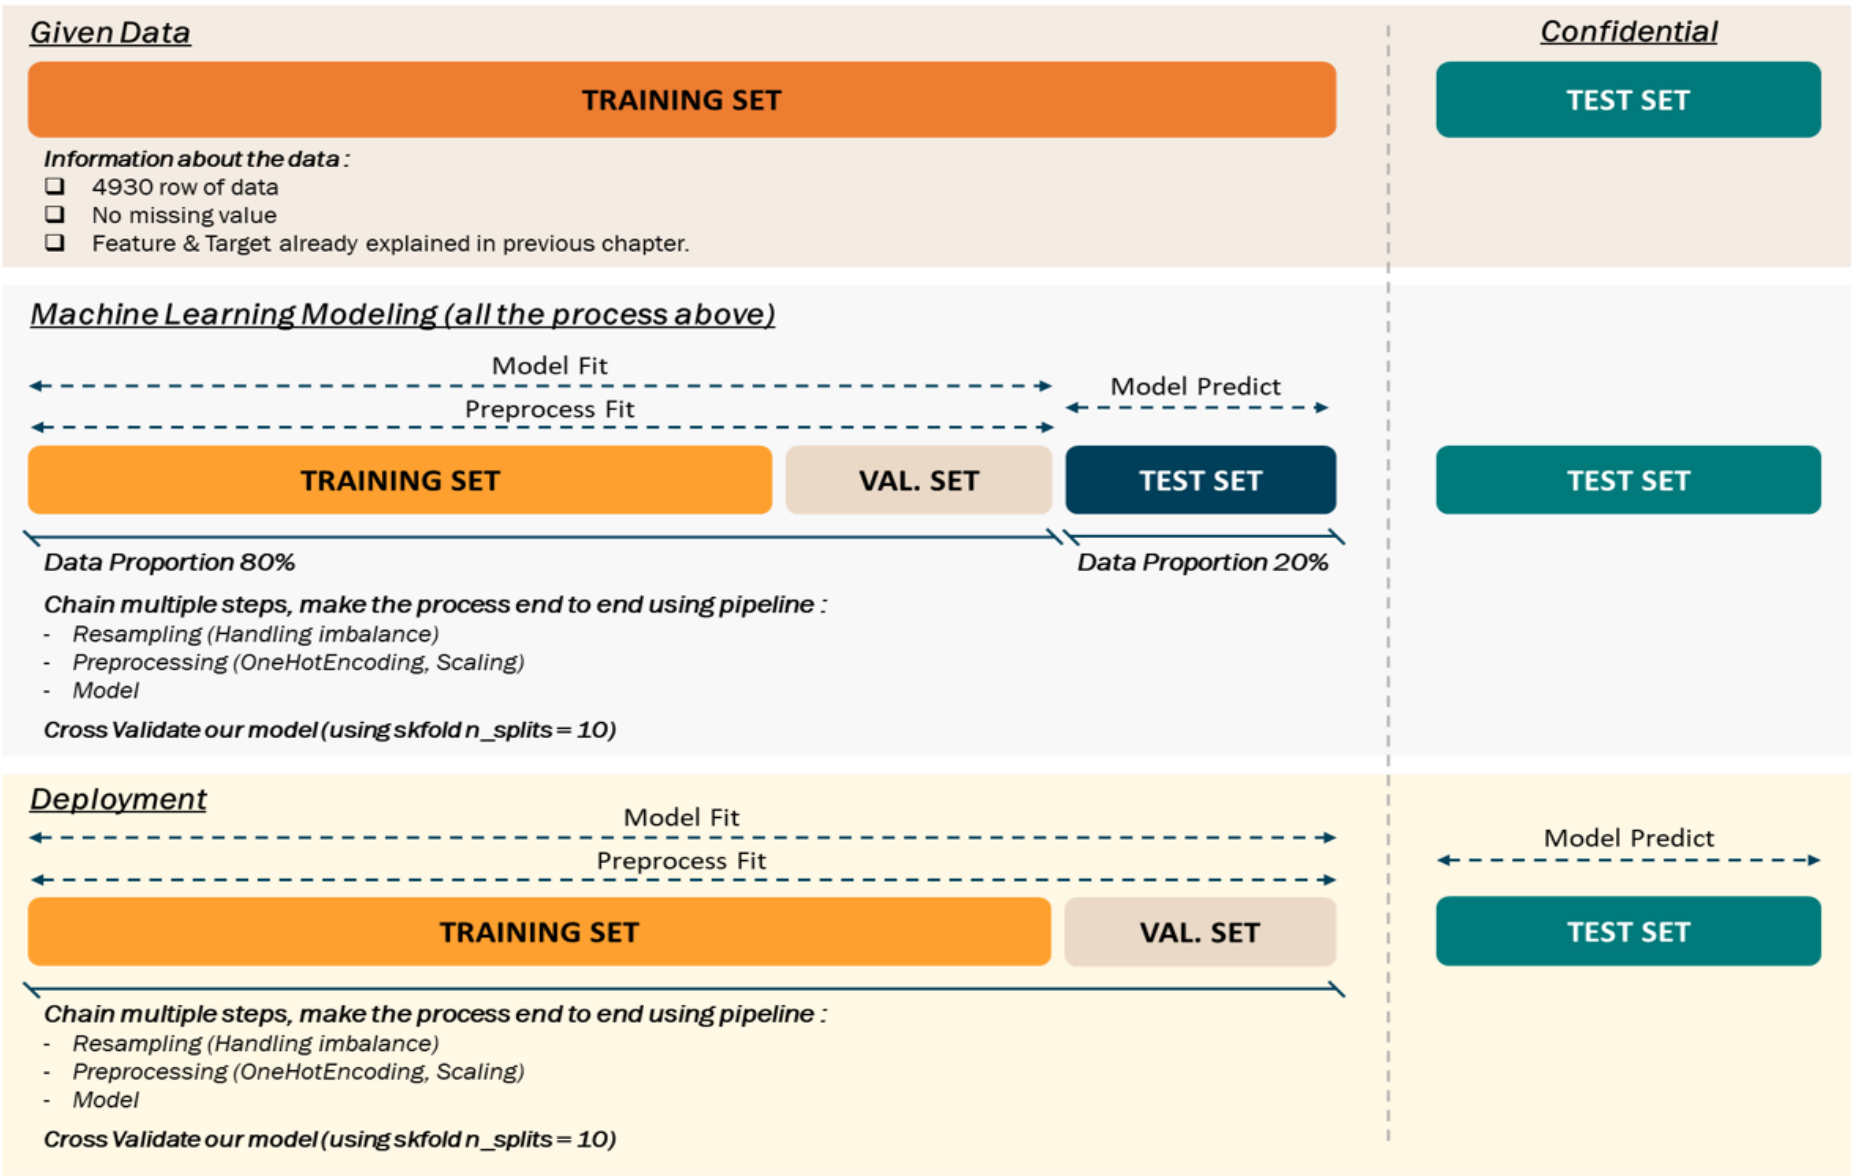 Given Data
Confidential
TRAINING SET
TEST SET
Information about the data :
❑ 4930 row of data
❑ No missing value
❑ Feature & Target already explained in previous chapter.
Machine Learning Modeling (all the process above)
Model Fit
Model Predict
Preprocess Fit
TRAINING SET
VAL. SET
TEST SET
TEST SET
Data Proportion 80%
Data Proportion 20%
Chain multiple steps, make the process end to end using pipeline :
- Resampling (Handling imbalance)
- Preprocessing (OneHotEncoding, Scaling)
- Model
Cross Validate our model (using skfold n_splits = 10)
Deployment
Model Fit
Model Predict
Preprocess Fit
TRAINING SET
VAL. SET
TEST SET
Chain multiple steps, make the process end to end using pipeline :
- Resampling (Handling imbalance)
- Preprocessing (OneHotEncoding, Scaling)
- Model
Cross Validate our model (using skfold n_splits = 10)